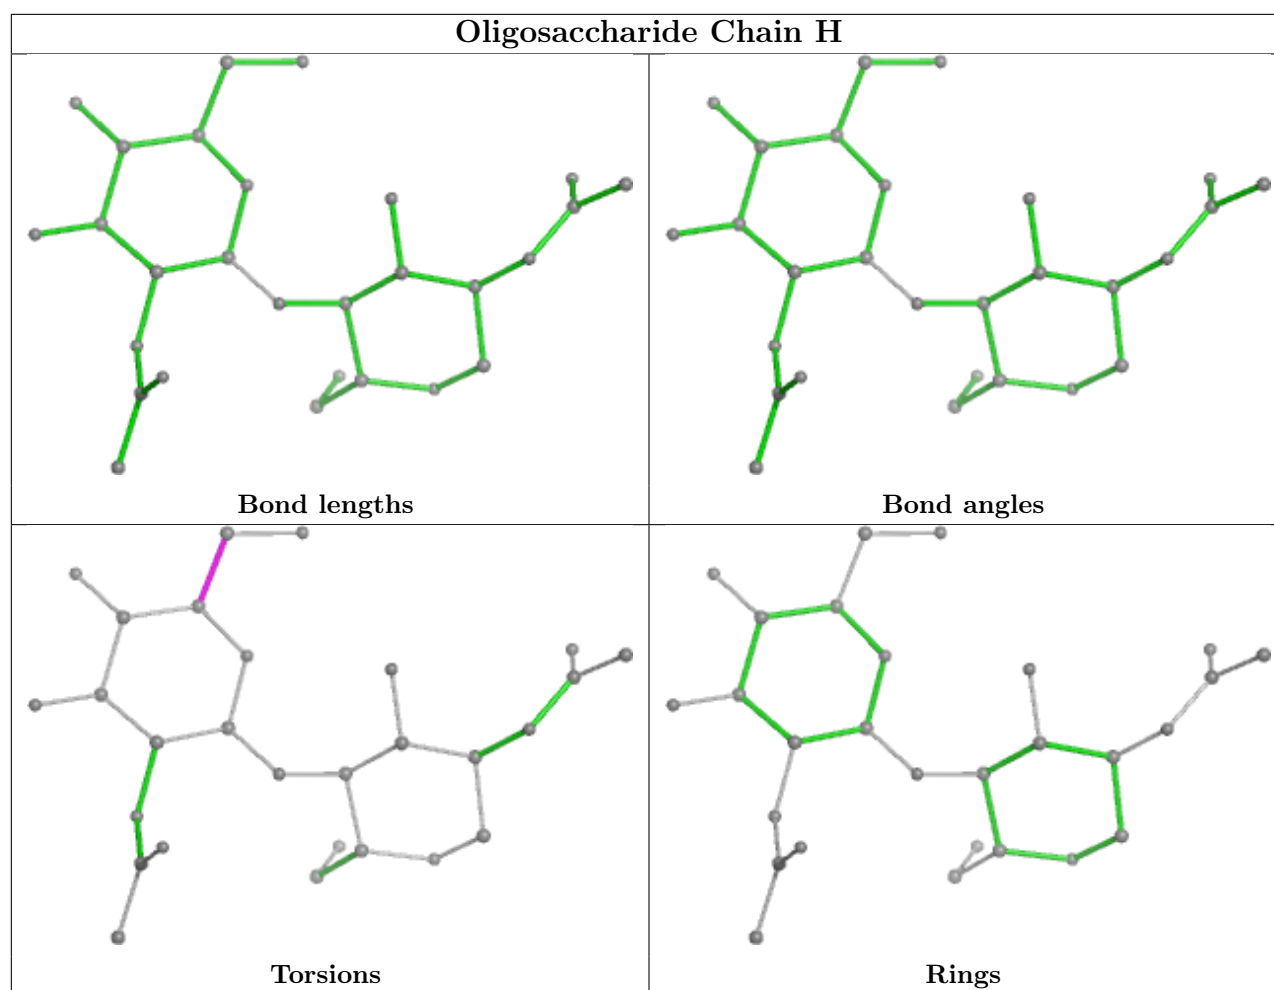 Oligosaccharide Chain H
Bond lengths
Bond angles
Torsions
Rings